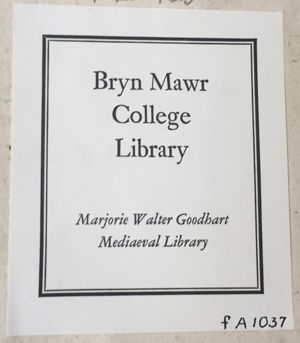 Bryn Mawr
College
Library
Marjorie Walter Goodhart
Mediaeval Library
f A 1037